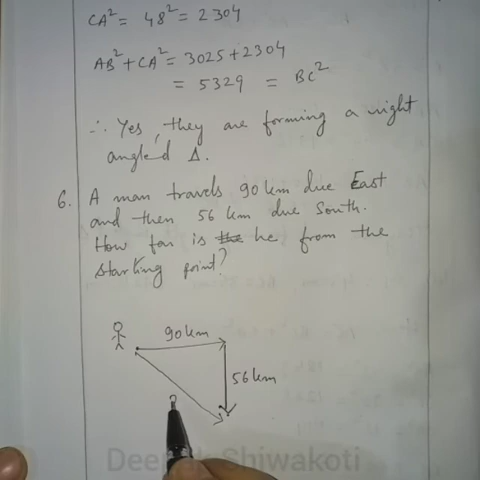 CA² = 48² = 2304
AB² + CA² = 3025 + 2304
= 5329 = BC²
∴ Yes, they are forming a right
angled Δ.
6. A man travels 90 km due East
and then 56 km due South.
How far is the he from the
starting point?
90 km
56 km
?
Deepak Shiwakoti